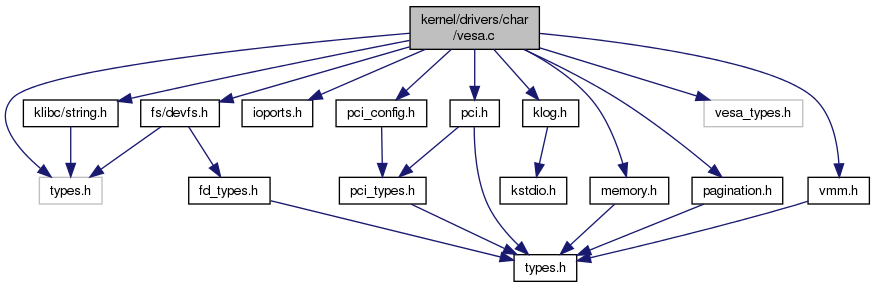 kernel/drivers/char
/vesa.c
klibc/string.h
fs/devfs.h
ioports.h
pci_config.h
pci.h
klog.h
vesa_types.h
types.h
fd_types.h
pci_types.h
kstdio.h
memory.h
pagination.h
vmm.h
types.h